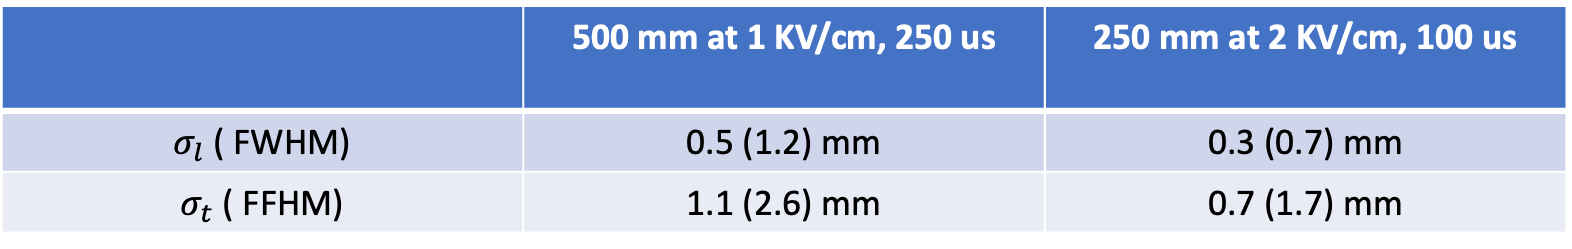 500 mm at 1 KV/cm, 250 us 250 mm at 2 KV/cm, 100 us
σₗ ( FWHM) 0.5 (1.2) mm 0.3 (0.7) mm
σₜ ( FFHM) 1.1 (2.6) mm 0.7 (1.7) mm